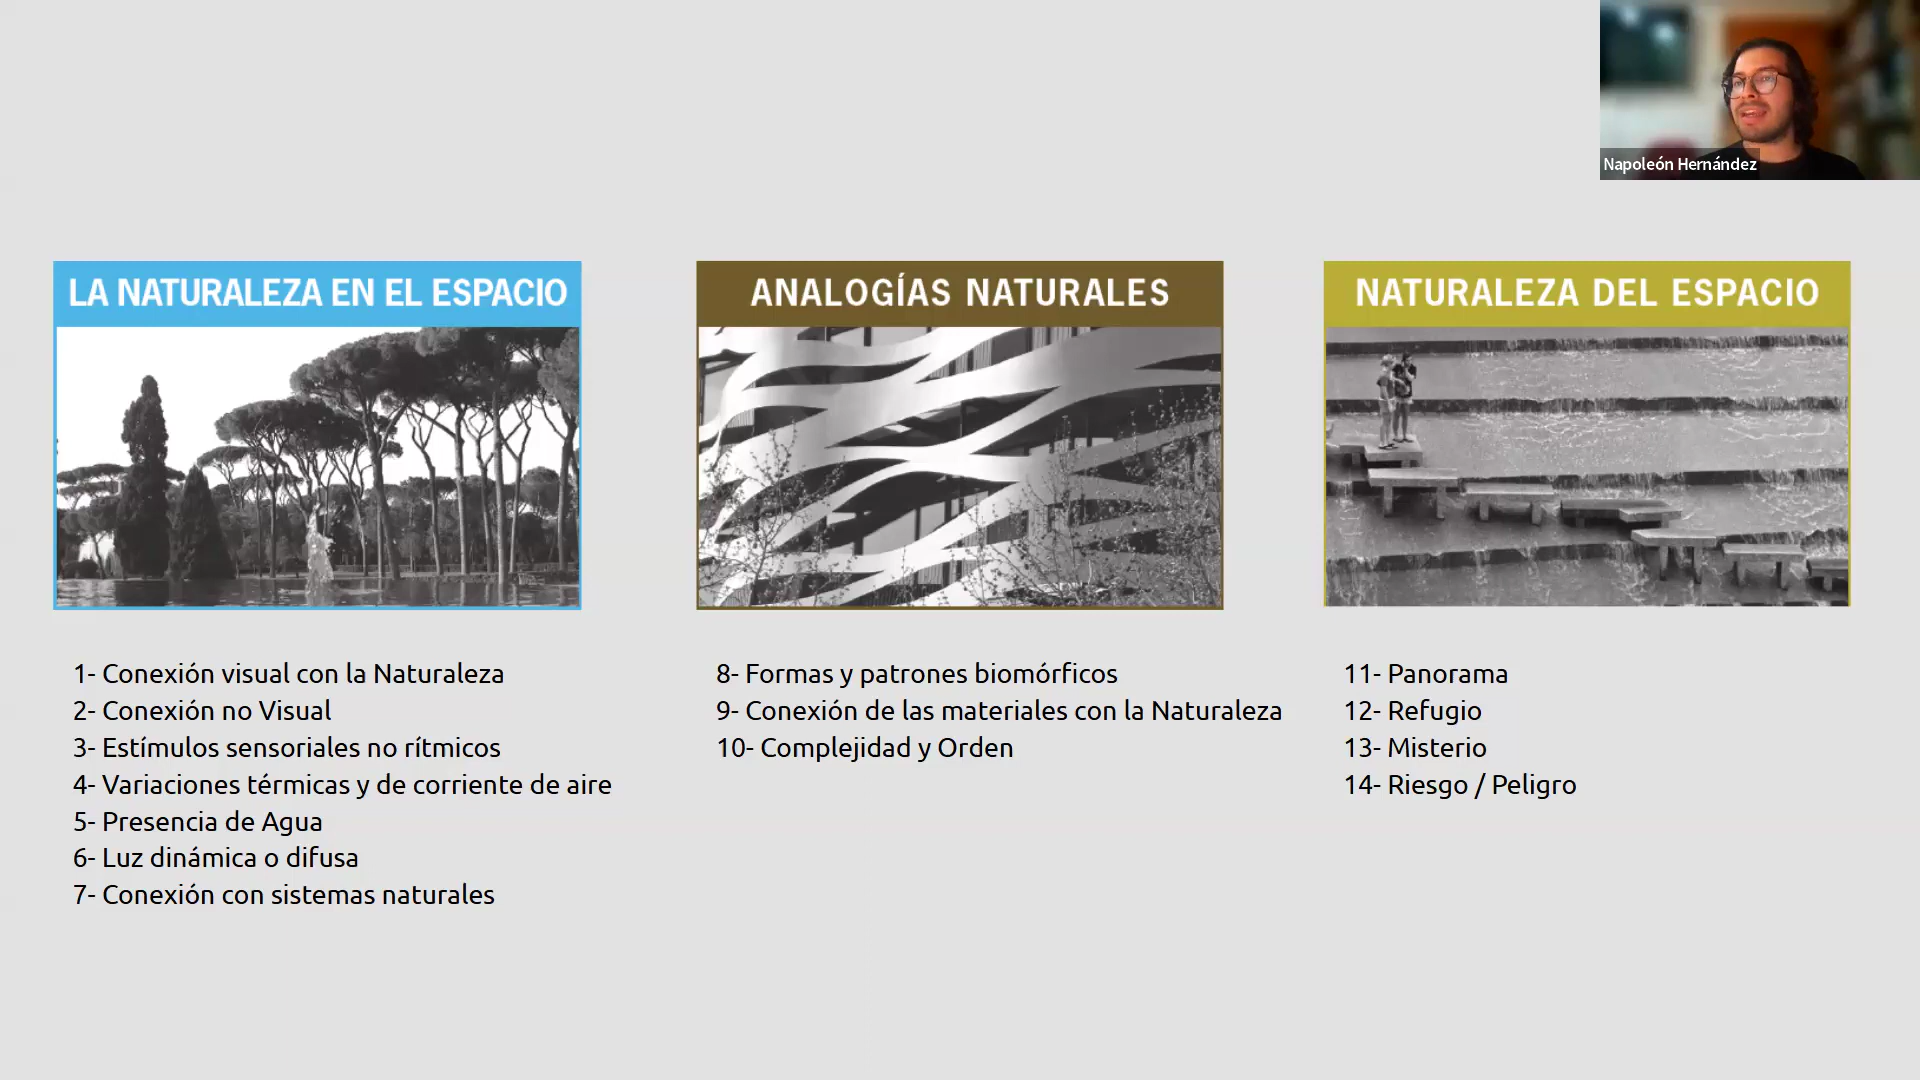 Napoleón Hernández
LA NATURALEZA EN EL ESPACIO
1- Conexión visual con la Naturaleza
2- Conexión no Visual
3- Estímulos sensoriales no rítmicos
4- Variaciones térmicas y de corriente de aire
5- Presencia de Agua
6- Luz dinámica o difusa
7- Conexión con sistemas naturales
ANALOGÍAS NATURALES
8- Formas y patrones biomórficos
9- Conexión de las materiales con la Naturaleza
10- Complejidad y Orden
NATURALEZA DEL ESPACIO
11- Panorama
12- Refugio
13- Misterio
14- Riesgo / Peligro